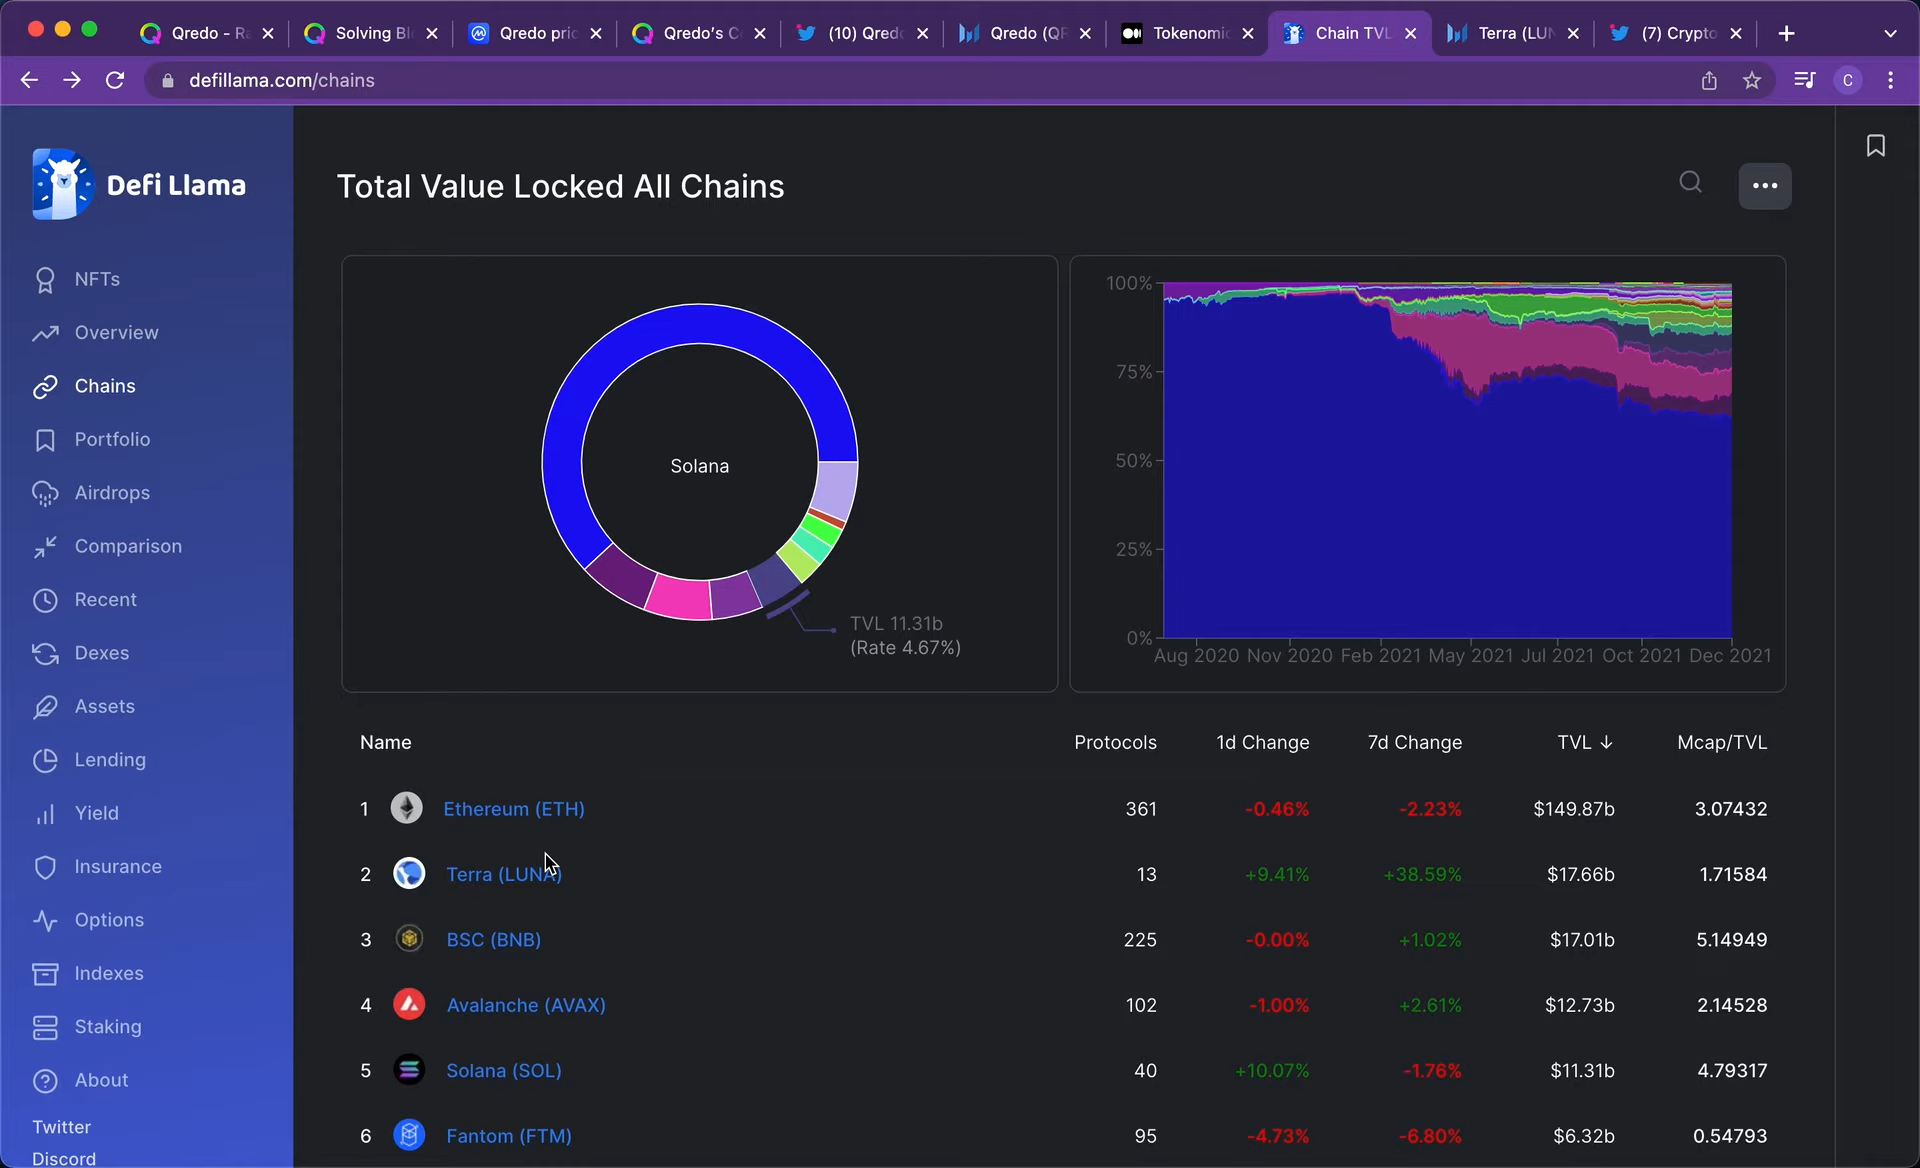 Qredo - Ra
Solving Bl
Qredo pric
Qredo's C
(10) Qred
Qredo (QR
Tokenomic
Chain TVL
Terra (LUN
(7) Crypto
defillama.com/chains
C
Defi Llama
NFTs
Overview
Chains
Portfolio
Airdrops
Comparison
Recent
Dexes
Assets
Lending
Yield
Insurance
Options
Indexes
Staking
About
Twitter
Discord
Total Value Locked All Chains
Solana
TVL 11.31b
(Rate 4.67%)
100%
75%
50%
25%
0%
Aug 2020 Nov 2020 Feb 2021 May 2021 Jul 2021 Oct 2021 Dec 2021
Name Protocols 1d Change 7d Change TVL ↓ Mcap/TVL
1 Ethereum (ETH) 361 -0.46% -2.23% $149.87b 3.07432
2 Terra (LUNA) 13 +9.41% +38.59% $17.66b 1.71584
3 BSC (BNB) 225 -0.00% +1.02% $17.01b 5.14949
4 Avalanche (AVAX) 102 -1.00% +2.61% $12.73b 2.14528
5 Solana (SOL) 40 +10.07% -1.76% $11.31b 4.79317
6 Fantom (FTM) 95 -4.73% -6.80% $6.32b 0.54793